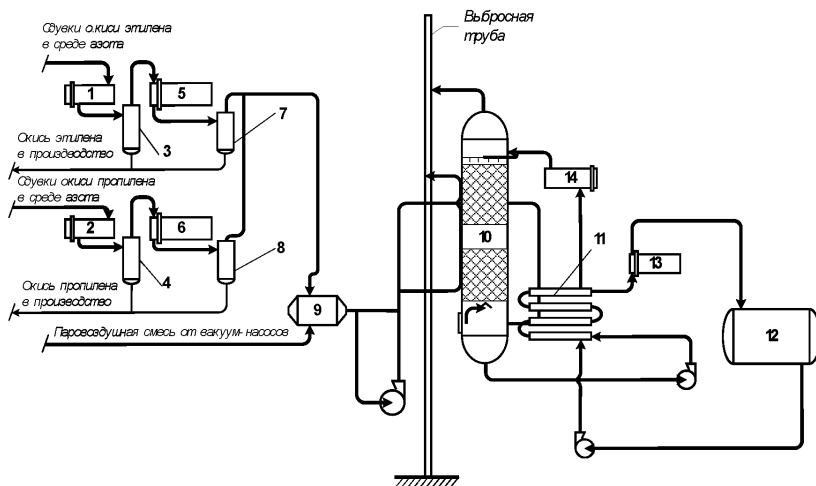 Сдувки окиси этилена
в среде азота
Выбросная
труба
1
5
7
3
Окись этилена
в производство
Сдувки окиси пропилена
в среде азота
14
2
6
10
11
8
13
4
Окись пропилена
в производство
9
12
Паровоздушная смесь от вакуум-насосов